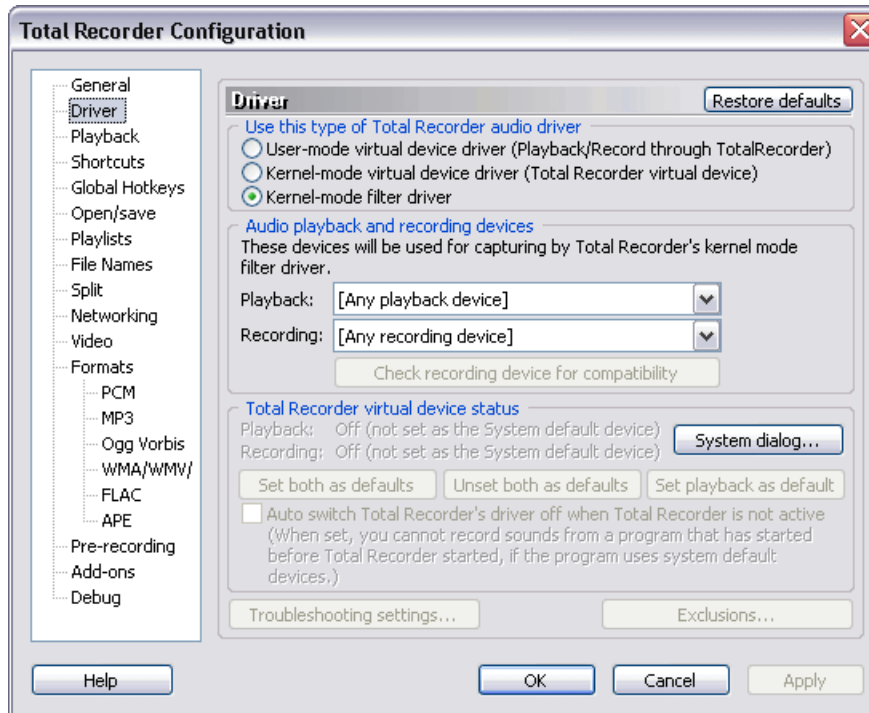 Total Recorder Configuration
General
Driver
Playback
Shortcuts
Global Hotkeys
Open/save
Playlists
File Names
Split
Networking
Video
Formats
PCM
MP3
Ogg Vorbis
WMA/WMV/
FLAC
APE
Pre-recording
Add-ons
Debug
Driver
Restore defaults
Use this type of Total Recorder audio driver
User-mode virtual device driver (Playback/Record through TotalRecorder)
Kernel-mode virtual device driver (Total Recorder virtual device)
Kernel-mode filter driver
Audio playback and recording devices
These devices will be used for capturing by Total Recorder's kernel mode
filter driver.
Playback: [Any playback device]
Recording: [Any recording device]
Check recording device for compatibility
Total Recorder virtual device status
Playback: Off (not set as the System default device)
Recording: Off (not set as the System default device)
System dialog...
Set both as defaults Unset both as defaults Set playback as default
Auto switch Total Recorder's driver off when Total Recorder is not active
(When set, you cannot record sounds from a program that has started
before Total Recorder started, if the program uses system default
devices.)
Troubleshooting settings... Exclusions...
Help OK Cancel Apply